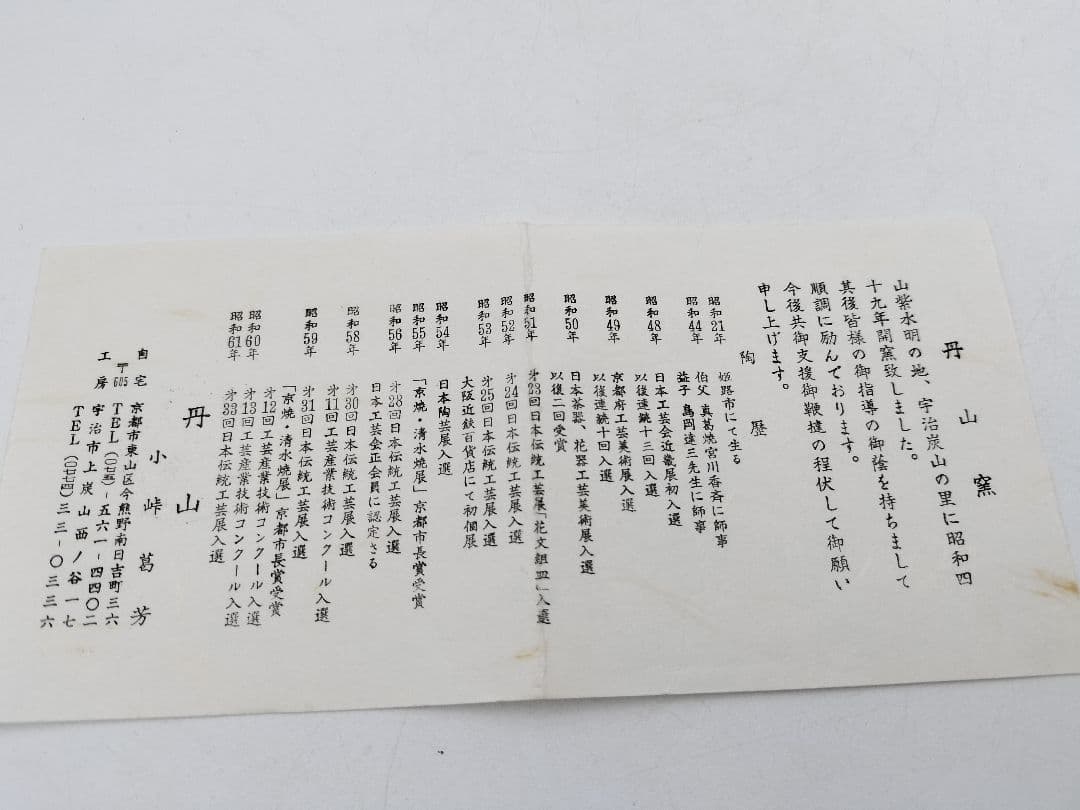 丹山窯
山紫水明の地、宇治炭山の里に昭和四
十九年開窯致しました。
其後皆様の御指導の御蔭を持ちまして
順調に励んでおります。
今後共御支援御鞭撻の程伏して御願い
申し上げます。
陶歴
昭和21年 姫路市にて生る
昭和44年 伯父 真葛焼宮川香斉に師事
益子 島岡達三先生に師事
昭和48年 日本工芸会近畿展初入選
以後連続十三回入選
昭和49年 京都府工芸美術展入選
以後連続十回入選
昭和50年 日本茶器、花器工芸美術展入選
以後二回受賞
昭和51年 㐧23回日本伝統工芸展「花文組皿」入選
昭和52年 㐧24回日本伝統工芸展入選
昭和53年 㐧25回日本伝統工芸展入選
大阪近鉄百貨店にて初個展
昭和54年 日本陶芸展入選
昭和55年 「京焼・清水焼展」京都市長賞受賞
昭和56年 㐧28回日本伝統工芸展入選
日本工芸会正会員に認定さる
昭和58年 㐧30回日本伝統工芸展入選
㐧11回工芸産業技術コンクール入選
昭和59年 㐧31回日本伝統工芸展入選
「京焼・清水焼展」京都市長賞受賞
昭和60年 㐧12回工芸産業技術コンクール入選
㐧13回工芸産業技術コンクール入選
昭和61年 㐧33回日本伝統工芸展入選
丹山
小峠葛芳
自宅 京都市東山区今熊野南日吉町三六
〒605 TEL(〇七五)-五六一-四四〇二
工房 宇治市上炭山西ノ谷一七
TEL(〇七七四)三三-〇三三六